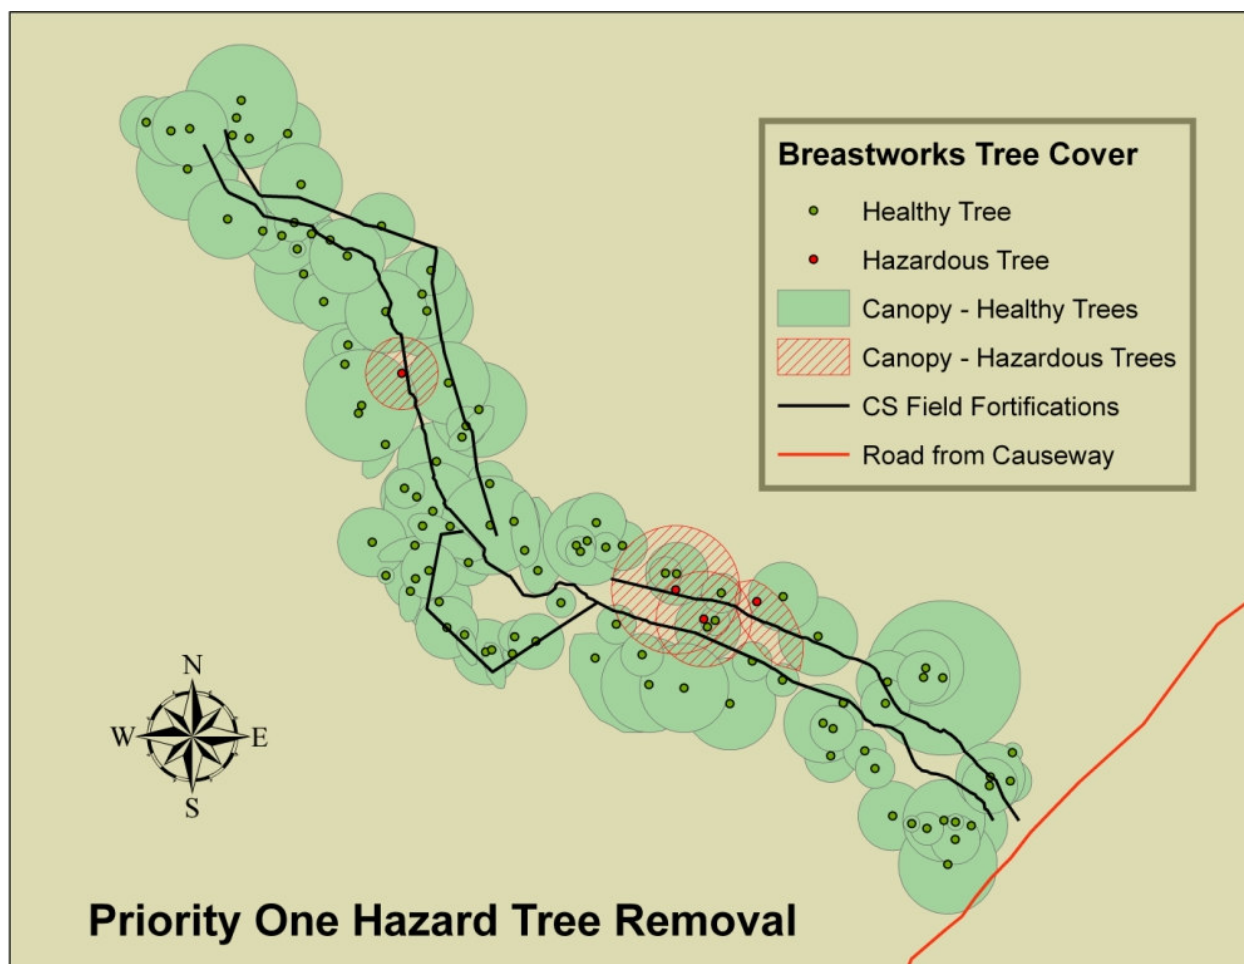 Breastworks Tree Cover
Healthy Tree
Hazardous Tree
Canopy - Healthy Trees
Canopy - Hazardous Trees
CS Field Fortifications
Road from Causeway
N
W E
S
Priority One Hazard Tree Removal